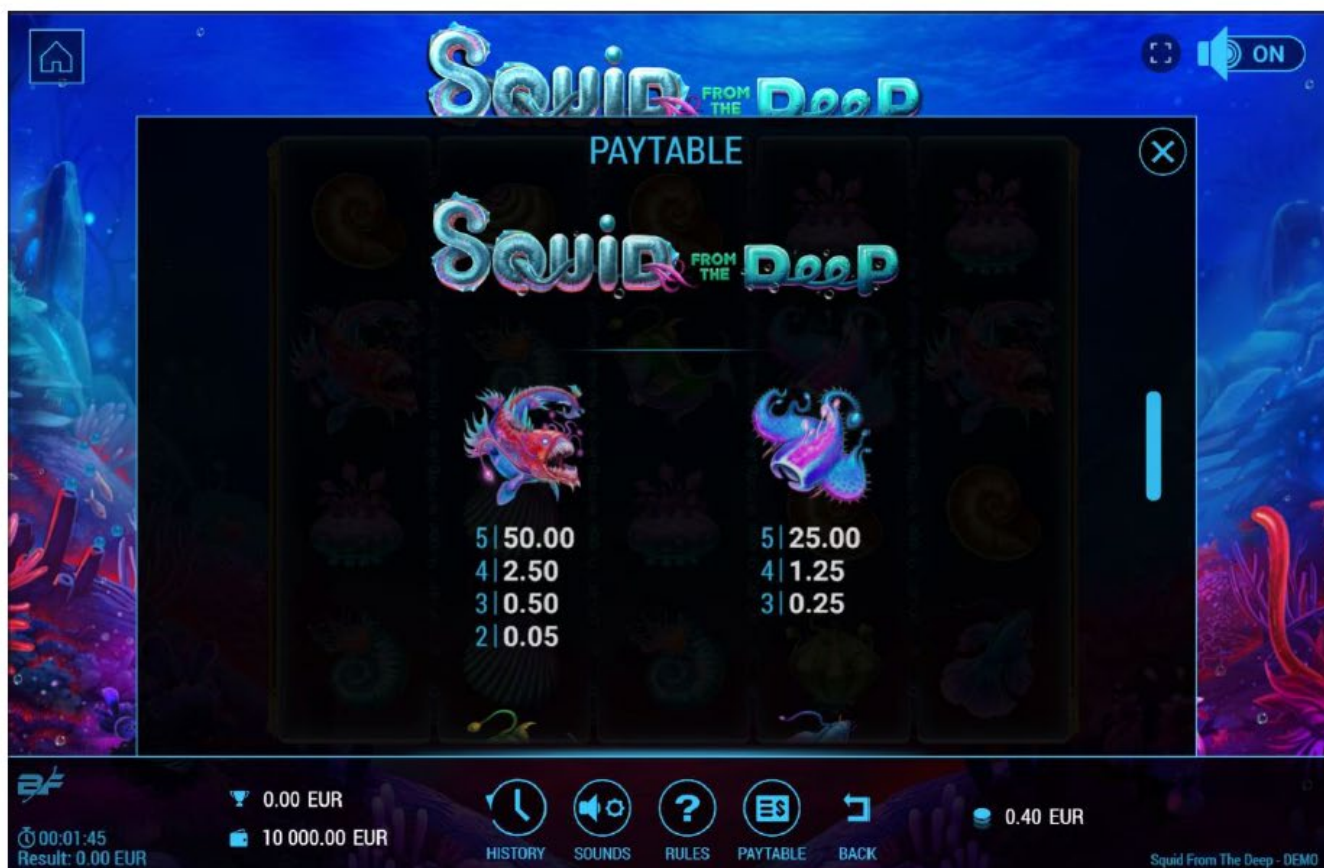 SQUID FROM THE DEEP
ON
PAYTABLE
SQUID FROM THE DEEP
5|50.00
4|2.50
3|0.50
2|0.05
5|25.00
4|1.25
3|0.25
0.00 EUR
10 000.00 EUR
00:01:45
Result: 0.00 EUR
HISTORY
SOUNDS
RULES
PAYTABLE
BACK
0.40 EUR
Squid From The Deep - DEMO